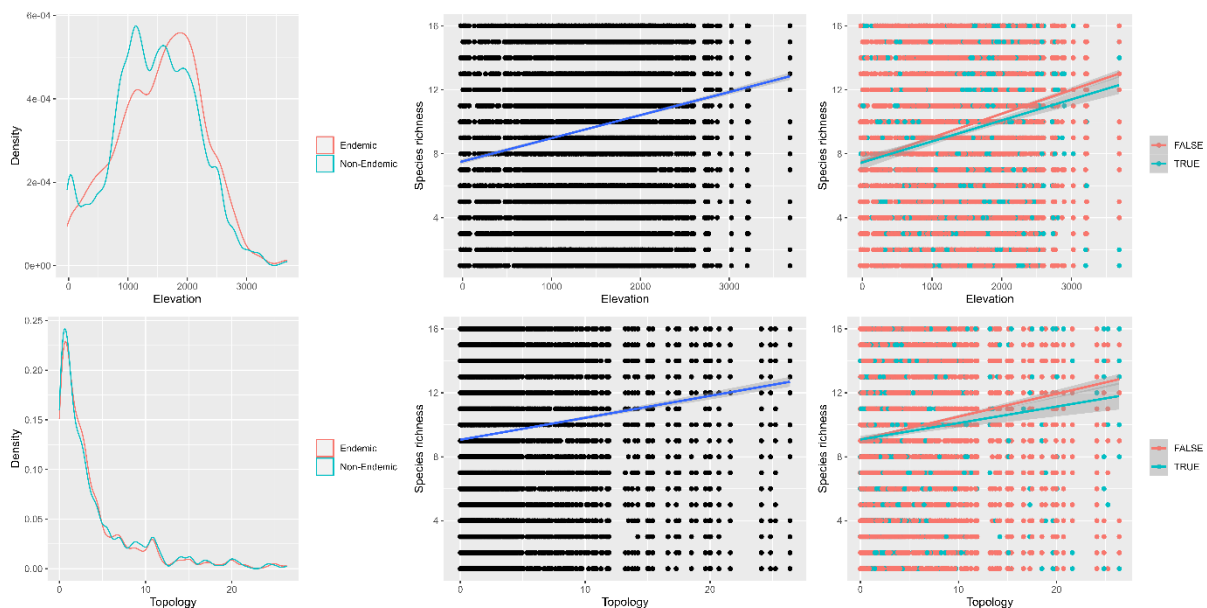 6e-04
4e-04
2e-04
0e+00
Density
0
1000
2000
3000
Elevation
Endemic
Non-Endemic
16
12
8
4
Species richness
0
1000
2000
3000
Elevation
16
12
8
4
Species richness
0
1000
2000
3000
Elevation
FALSE
TRUE
0.25
0.20
0.15
0.10
0.05
0.00
Density
0
10
20
Topology
Endemic
Non-Endemic
16
12
8
4
Species richness
0
10
20
Topology
16
12
8
4
Species richness
0
10
20
Topology
FALSE
TRUE